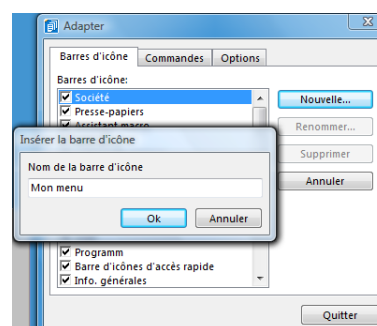 Adapter
Barres d'icône Commandes Options
Barres d'icône:
Société
Nouvelle...
Presse-papiers
Assistant macro
Renommer...
Insérer la barre d'icône
Supprimer
Nom de la barre d'icône
Annuler
Mon menu
Ok Annuler
Programm
Barre d'icônes d'accès rapide
Info. générales
Quitter